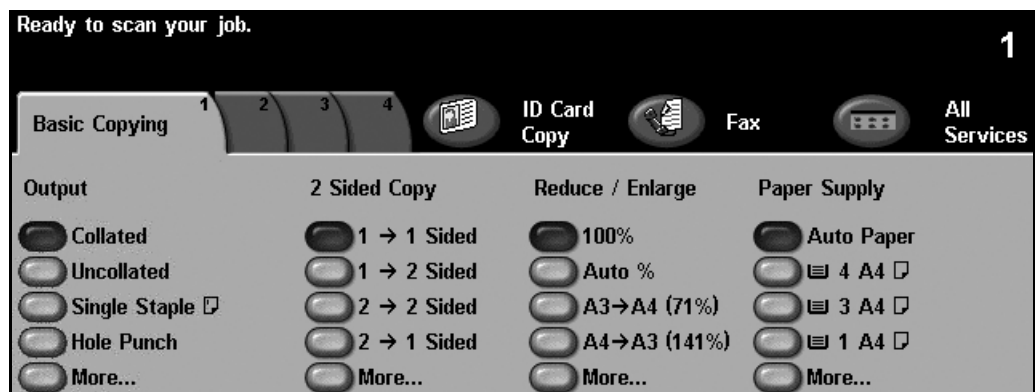 Ready to scan your job.
1
Basic Copying 1 2 3 4
ID Card
Copy
Fax
All
Services
Output
Collated
Uncollated
Single Staple
Hole Punch
More...
2 Sided Copy
1 → 1 Sided
1 → 2 Sided
2 → 2 Sided
2 → 1 Sided
More...
Reduce / Enlarge
100%
Auto %
A3→A4 (71%)
A4→A3 (141%)
More...
Paper Supply
Auto Paper
4 A4
3 A4
1 A4
More...